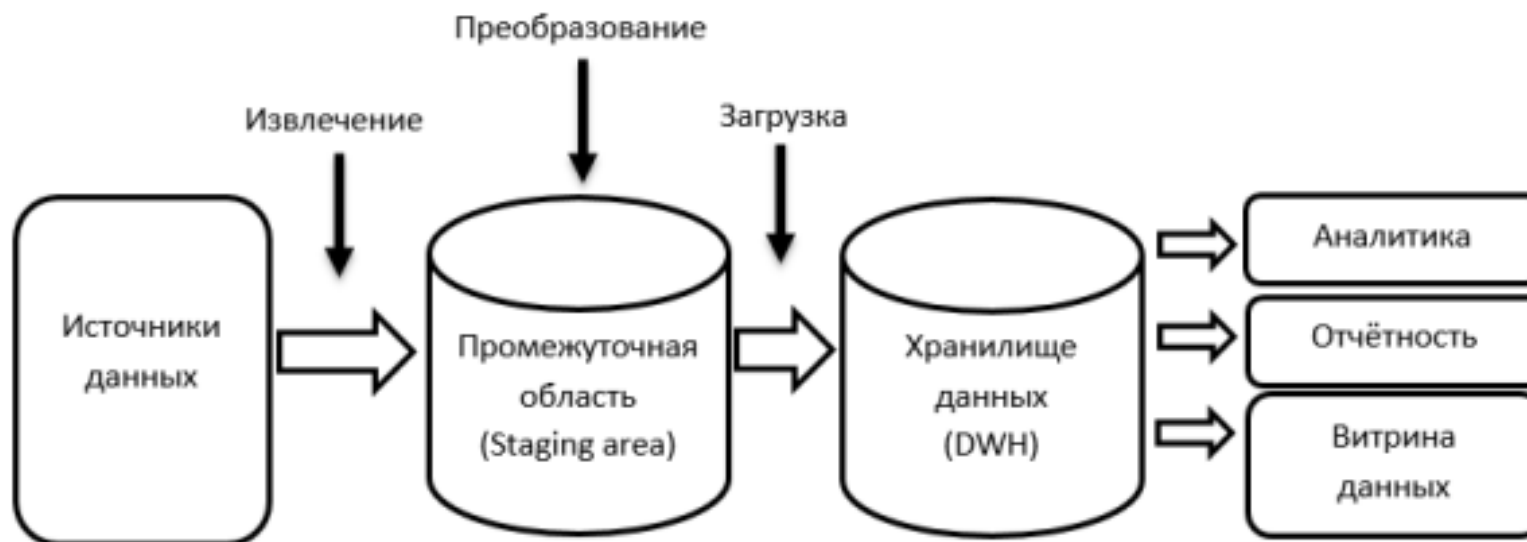 Преобразование
Извлечение
Загрузка
Источники
данных
Промежуточная
область
(Staging area)
Хранилище
данных
(DWH)
Аналитика
Отчётность
Витрина
данных